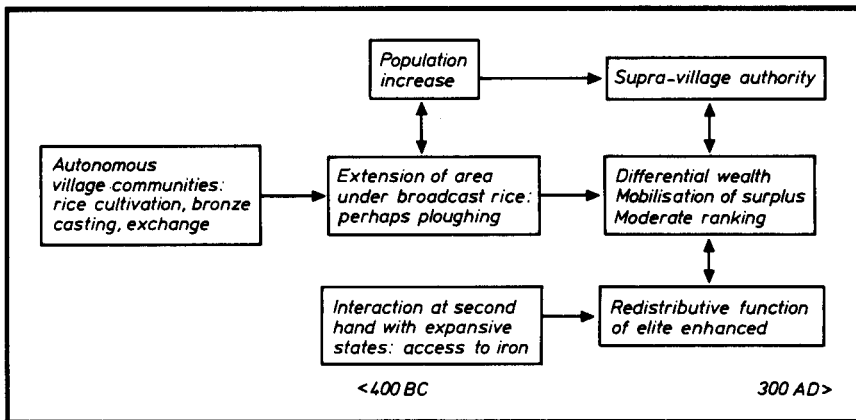 Population
increase
Supra-village authority
Autonomous
village communities:
rice cultivation, bronze
casting, exchange
Extension of area
under broadcast rice:
perhaps ploughing
Differential wealth
Mobilisation of surplus
Moderate ranking
Interaction at second
hand with expansive
states: access to iron
Redistributive function
of elite enhanced
<400 BC
300 AD>